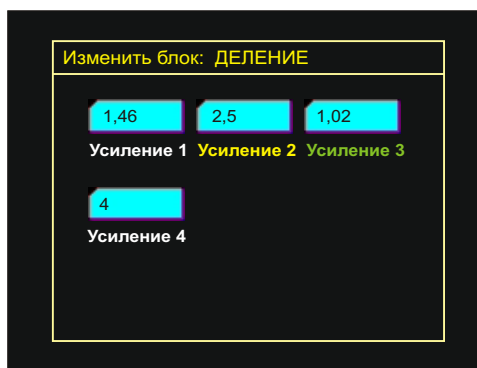 Изменить блок: ДЕЛЕНИЕ
1,46 2,5 1,02
Усиление 1 Усиление 2 Усиление 3
4
Усиление 4